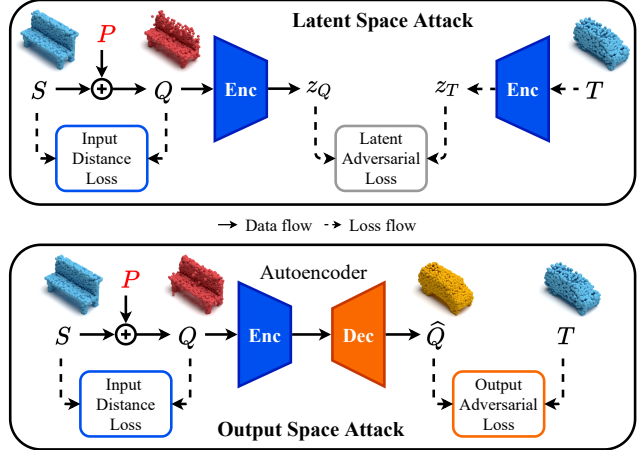 Latent Space Attack
P
S
Q
Enc
z_Q
z_T
Enc
T
Input
Distance
Loss
Latent
Adversarial
Loss
Data flow
Loss flow
Autoencoder
P
S
Q
Enc
Dec
Q̂
T
Input
Distance
Loss
Output
Adversarial
Loss
Output Space Attack